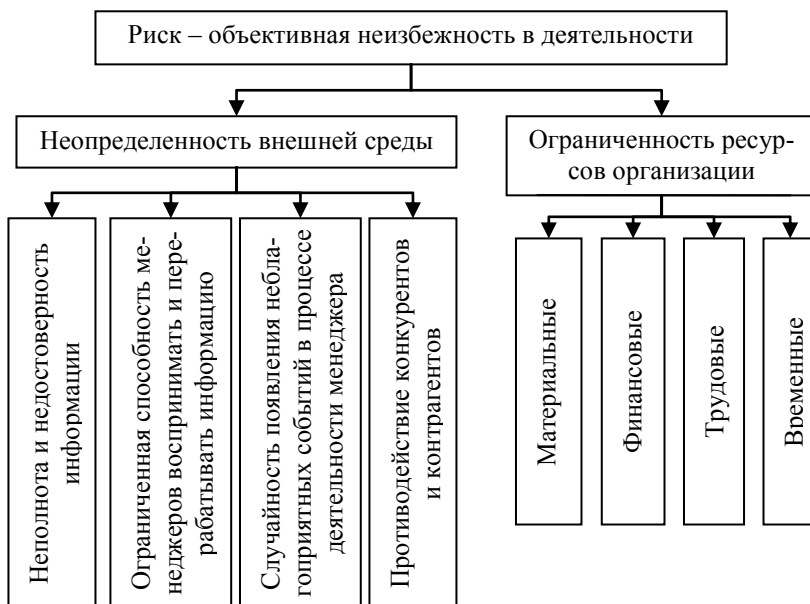 Риск – объективная неизбежность в деятельности
Неопределенность внешней среды
Ограниченность ресур-
сов организации
Неполнота и недостоверность
информации
Ограниченная способность ме-
неджеров воспринимать и пере-
рабатывать информацию
Случайность появления небла-
гоприятных событий в процессе
деятельности менеджера
Противодействие конкурентов
и контрагентов
Материальные
Финансовые
Трудовые
Временные